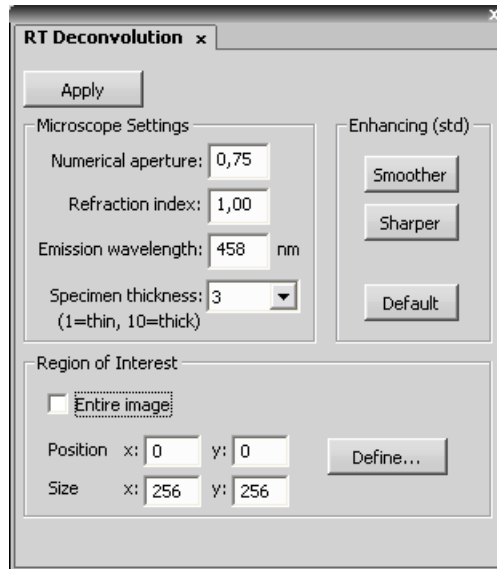 RT Deconvolution x
Apply
Microscope Settings
Numerical aperture: 0,75
Refraction index: 1,00
Emission wavelength: 458 nm
Specimen thickness: 3
(1=thin, 10=thick)
Enhancing (std)
Smoother
Sharper
Default
Region of Interest
Entire image
Position x: 0 y: 0
Size x: 256 y: 256
Define...